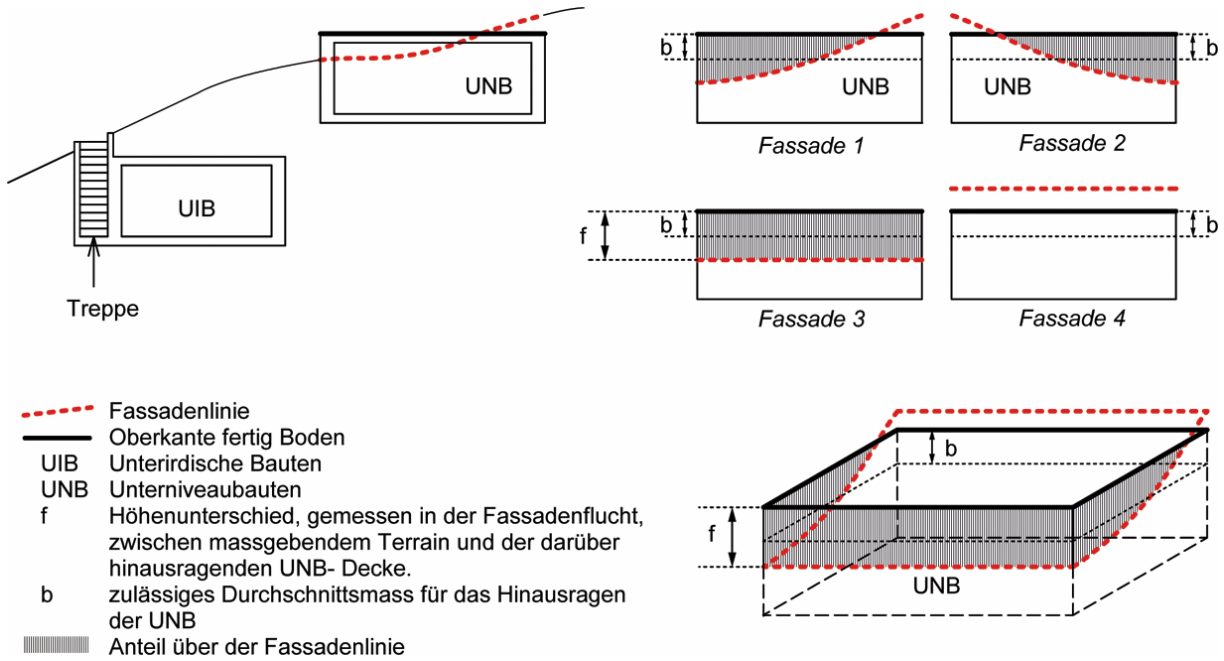 UNB
UIB
Treppe
b
UNB
Fassade 1
UNB
b
Fassade 2
f
b
Fassade 3
b
Fassade 4
Fassadenlinie
Oberkante fertig Boden
UIB Unterirdische Bauten
UNB Unterniveaubauten
f Höhenunterschied, gemessen in der Fassadenflucht,
zwischen massgebendem Terrain und der darüber
hinausragenden UNB- Decke.
b zulässiges Durchschnittsmass für das Hinausragen
der UNB
Anteil über der Fassadenlinie
b
f
UNB